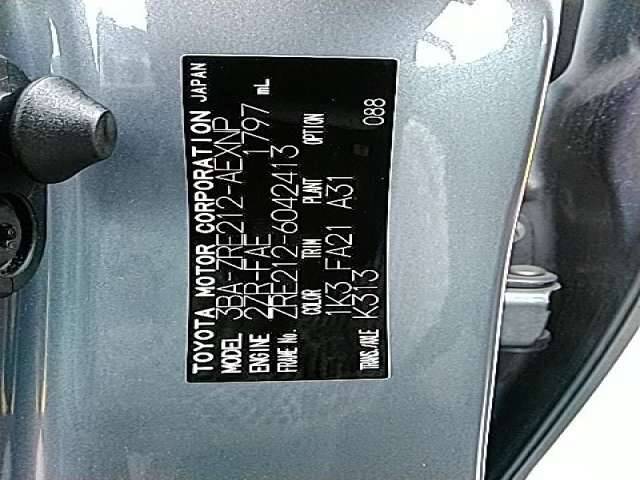 TOYOTA MOTOR CORPORATION JAPAN
MODEL 3BA-ZRE212-AEXNP
ENGINE 2ZR-FAE 1797 mL
FRAME No. ZRE212-6042413
COLOR TRIM PLANT OPTION
1K3 FA21 A31 088
TRANS./AXLE K313